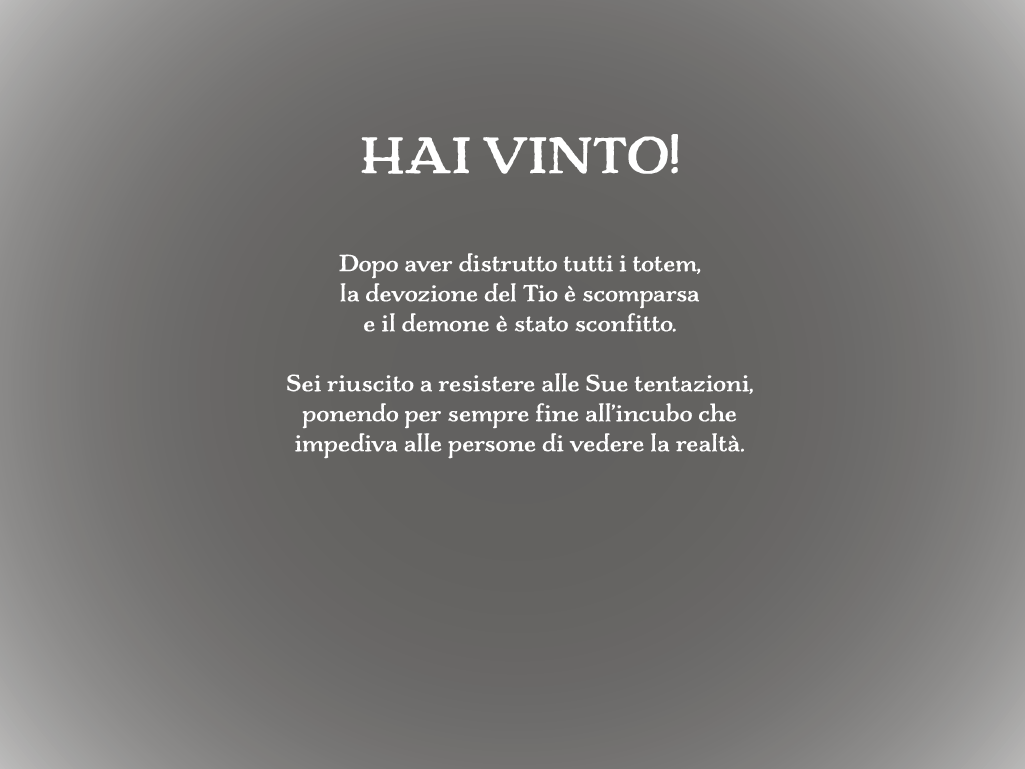 HAI VINTO!
Dopo aver distrutto tutti i totem,
la devozione del Tio è scomparsa
e il demone è stato sconfitto.
Sei riuscito a resistere alle Sue tentazioni,
ponendo per sempre fine all'incubo che
impediva alle persone di vedere la realtà.